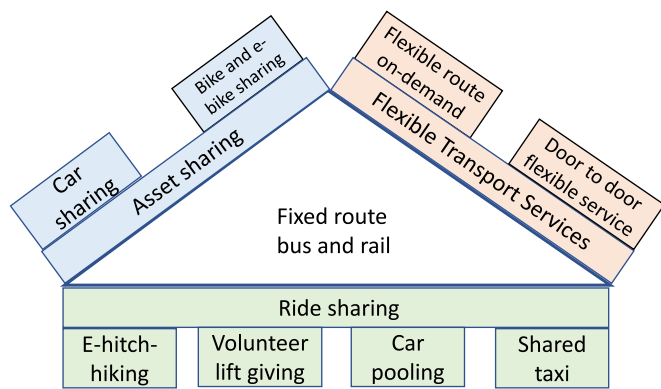 Car
sharing
Bike and e-
bike sharing
Asset sharing
Flexible route
on-demand
Door to door
flexible service
Flexible Transport Services
Fixed route
bus and rail
Ride sharing
E-hitch-
hiking
Volunteer
lift giving
Car
pooling
Shared
taxi